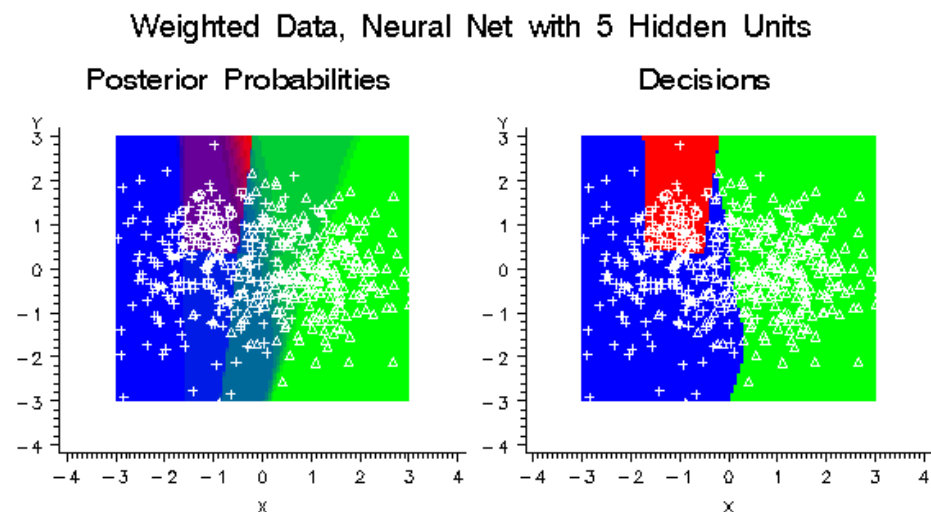 Weighted Data, Neural Net with 5 Hidden Units
Posterior Probabilities
Decisions
Y
3
2
1
0
-1
-2
-3
-4
-4 -3 -2 -1 0 1 2 3 4
X
Y
3
2
1
0
-1
-2
-3
-4
-4 -3 -2 -1 0 1 2 3 4
X